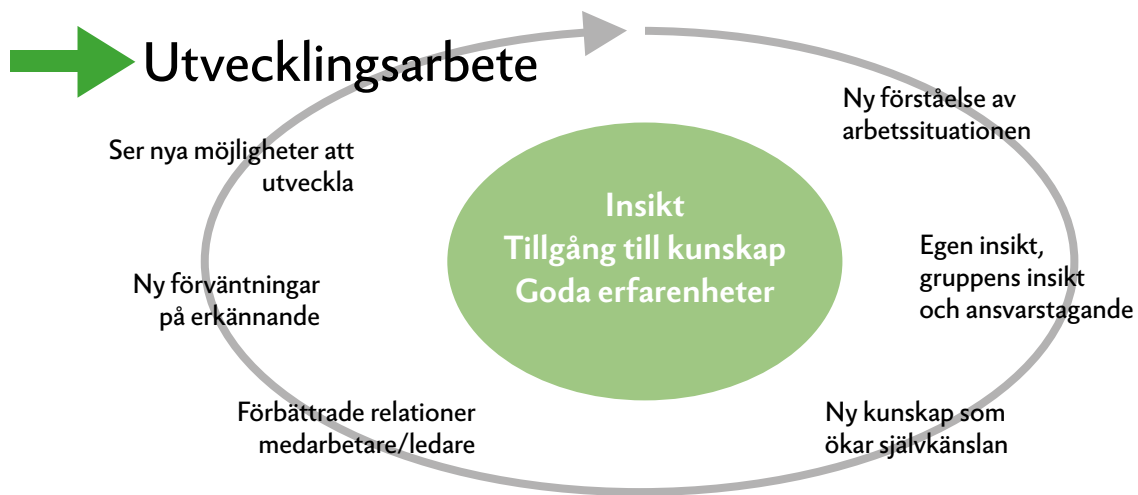 Utvecklingsarbete
Ny förståelse av
arbetssituationen
Egen insikt,
gruppens insikt
och ansvarstagande
Ny kunskap som
ökar självkänslan
Förbättrade relationer
medarbetare/ledare
Ny förväntningar
på erkännande
Ser nya möjligheter att
utveckla
Insikt
Tillgång till kunskap
Goda erfarenheter